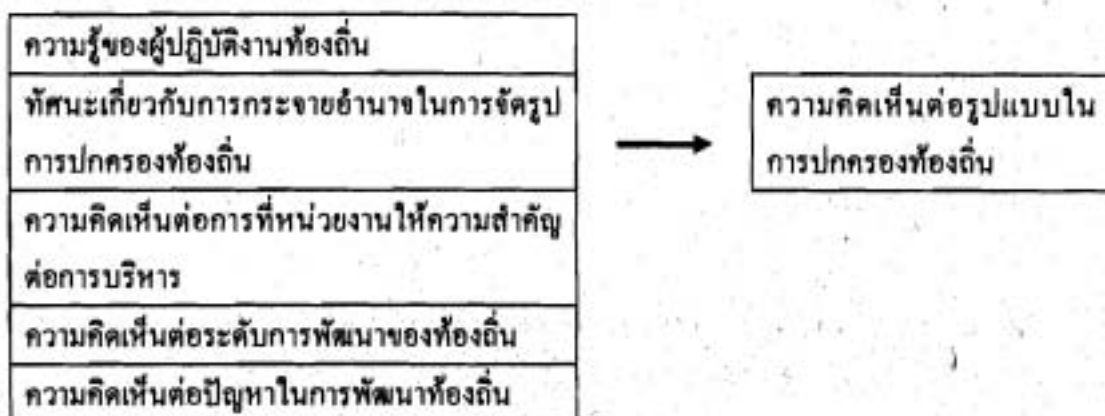 ความรู้ของผู้ปฏิบัติงานท้องถิ่น
ทัศนะเกี่ยวกับการกระจายอำนาจในการจัดรูป
การปกครองท้องถิ่น
ความคิดเห็นต่อการที่หน่วยงานให้ความสำคัญ
ต่อการบริหาร
ความคิดเห็นต่อระดับการพัฒนาของท้องถิ่น
ความคิดเห็นต่อปัญหาในการพัฒนาท้องถิ่น
ความคิดเห็นต่อรูปแบบใน
การปกครองท้องถิ่น